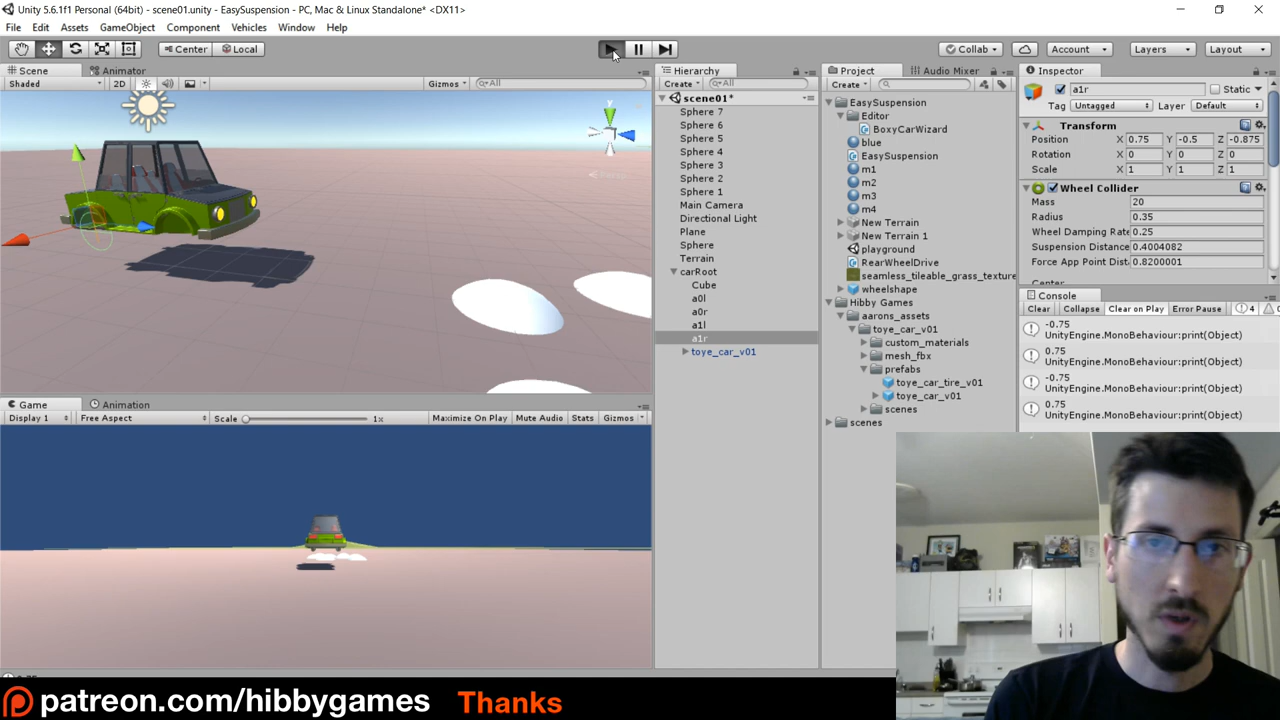 Unity 5.6.1f1 Personal (64bit) - scene01.unity - EasySuspension - PC, Mac & Linux Standalone* <DX11>
File Edit Assets GameObject Component Vehicles Window Help
Center Local Collab Account Layers Layout
Scene Animator
Shaded 2D Gizmos All
y
Hierarchy
Create All
scene01*
Sphere 7
Sphere 6
Sphere 5
Sphere 4
Sphere 3
Sphere 2
Sphere 1
Main Camera
Directional Light
Plane
Sphere
Terrain
carRoot
Cube
a0l
a0r
a1l
a1r
toye_car_v01
Project Audio Mixer
Create
EasySuspension
Editor
BoxyCarWizard
blue
EasySuspension
m1
m2
m3
m4
New Terrain
New Terrain 1
playground
RearWheelDrive
seamless_tileable_grass_texture
wheelshape
Hibby Games
aarons_assets
toye_car_v01
custom_materials
mesh_fbx
prefabs
toye_car_tire_v01
toye_car_v01
scenes
scenes
Inspector
a1r Static
Tag Untagged Layer Default
Transform
Position X 0.75 Y -0.5 Z -0.875
Rotation X 0 Y 0 Z 0
Scale X 1 Y 1 Z 1
Wheel Collider
Mass 20
Radius 0.35
Wheel Damping Rate 0.25
Suspension Distance 0.4004082
Force App Point Dist 0.8200001
Center
Console
Clear Collapse Clear on Play Error Pause 4
-0.75
UnityEngine.MonoBehaviour:print(Object)
0.75
UnityEngine.MonoBehaviour:print(Object)
-0.75
UnityEngine.MonoBehaviour:print(Object)
0.75
UnityEngine.MonoBehaviour:print(Object)
Game Animation
Display 1 Free Aspect Scale 1x Maximize On Play Mute Audio Stats Gizmos
patreon.com/hibbygames Thanks